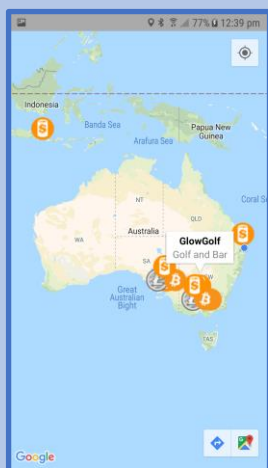 77% 12:39 pm
Indonesia
Banda Sea
Papua New
Guinea
Arafura Sea
Coral S
NT
QLD
GlowGolf
Golf and Bar
WA
Australia
SA
Great
Australian
Bight
TAS
Google